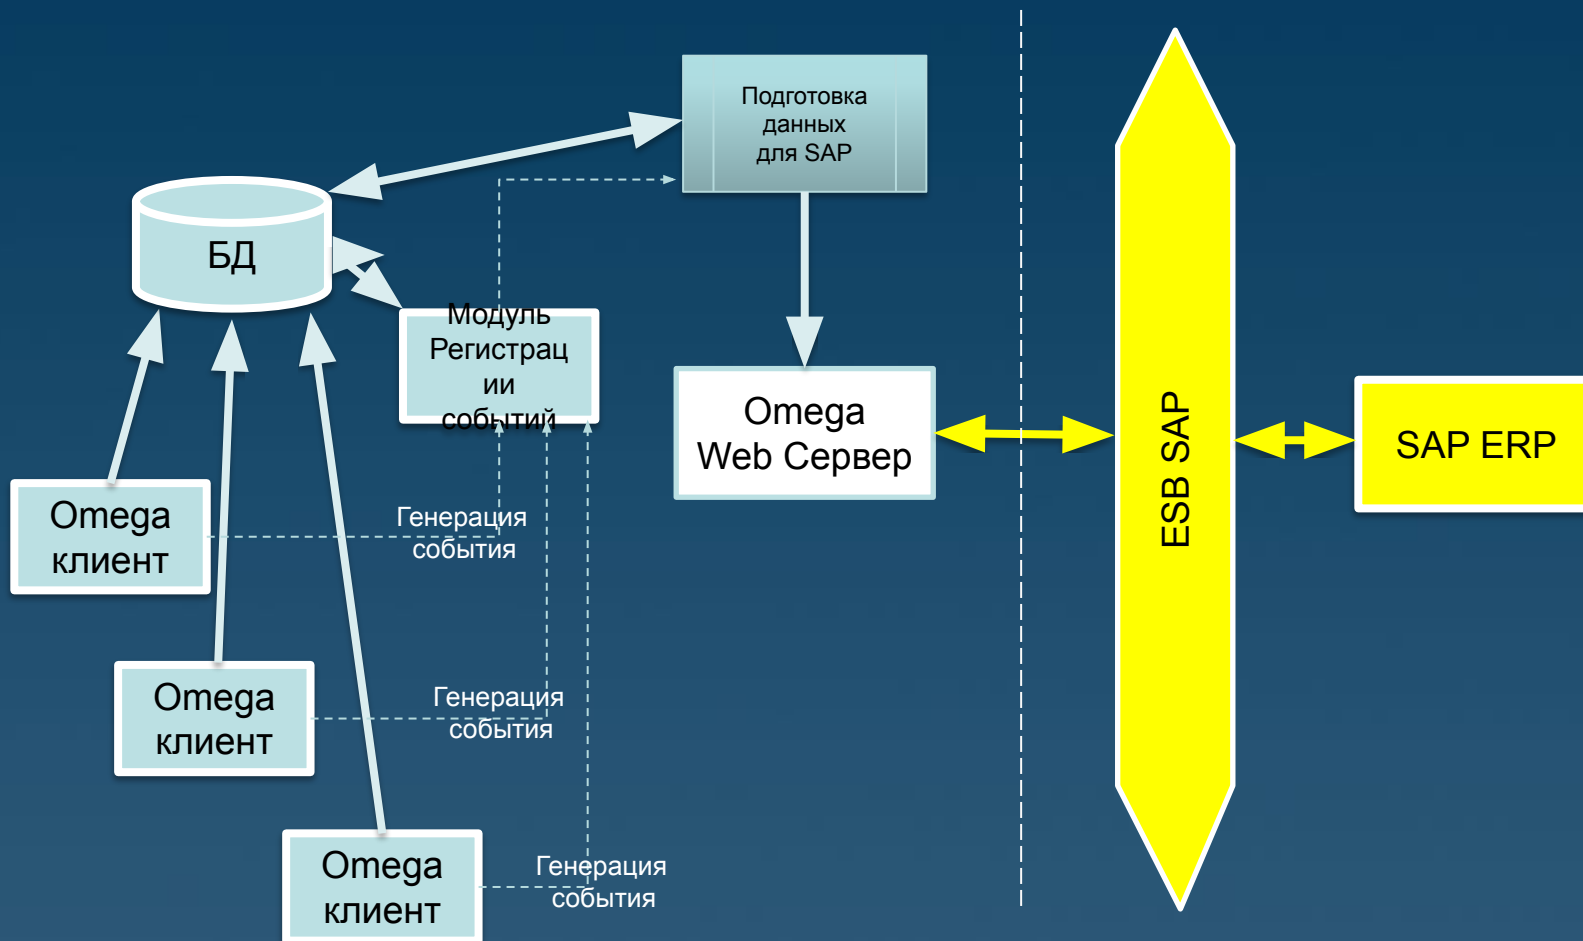 Подготовка
данных
для SAP
БД
Модуль
Регистрац
ии
событий
Omega
Web Сервер
ESB SAP
SAP ERP
Omega
клиент
Генерация
события
Omega
клиент
Генерация
события
Omega
клиент
Генерация
события